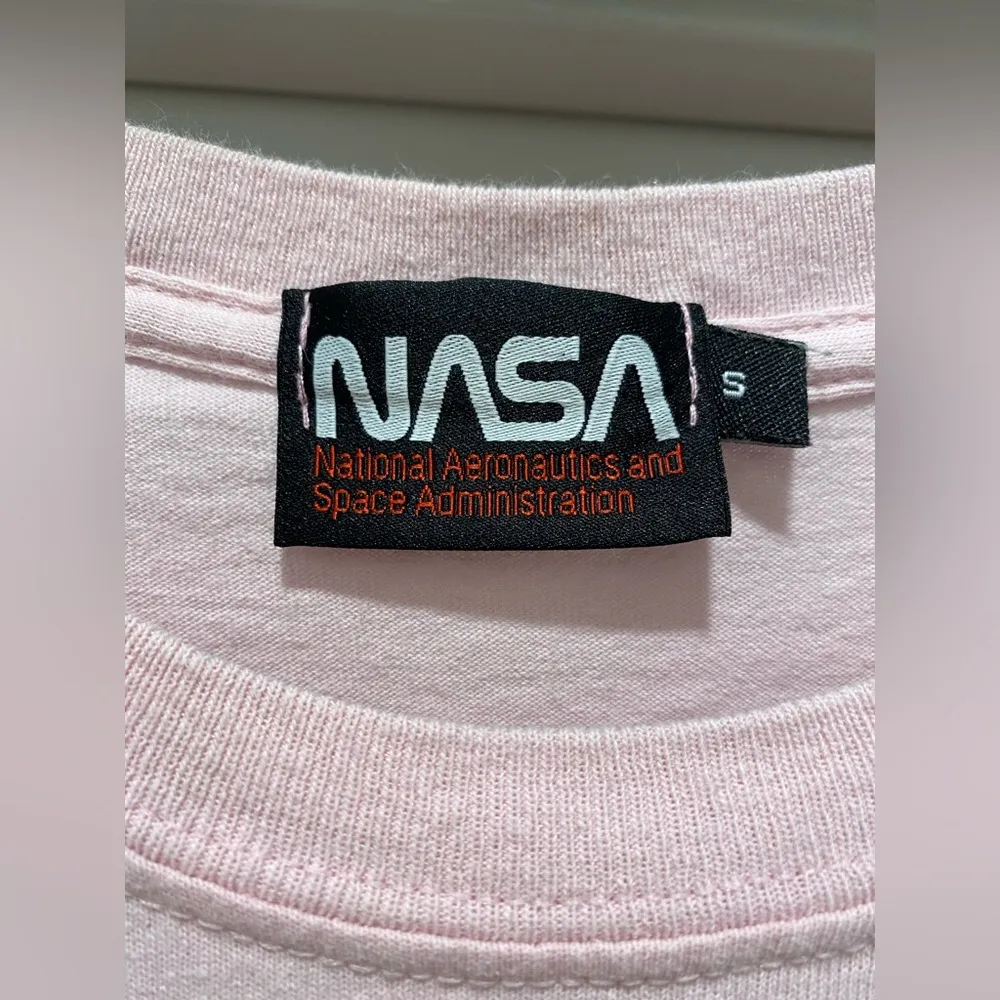 NASA
S
National Aeronautics and
Space Administration